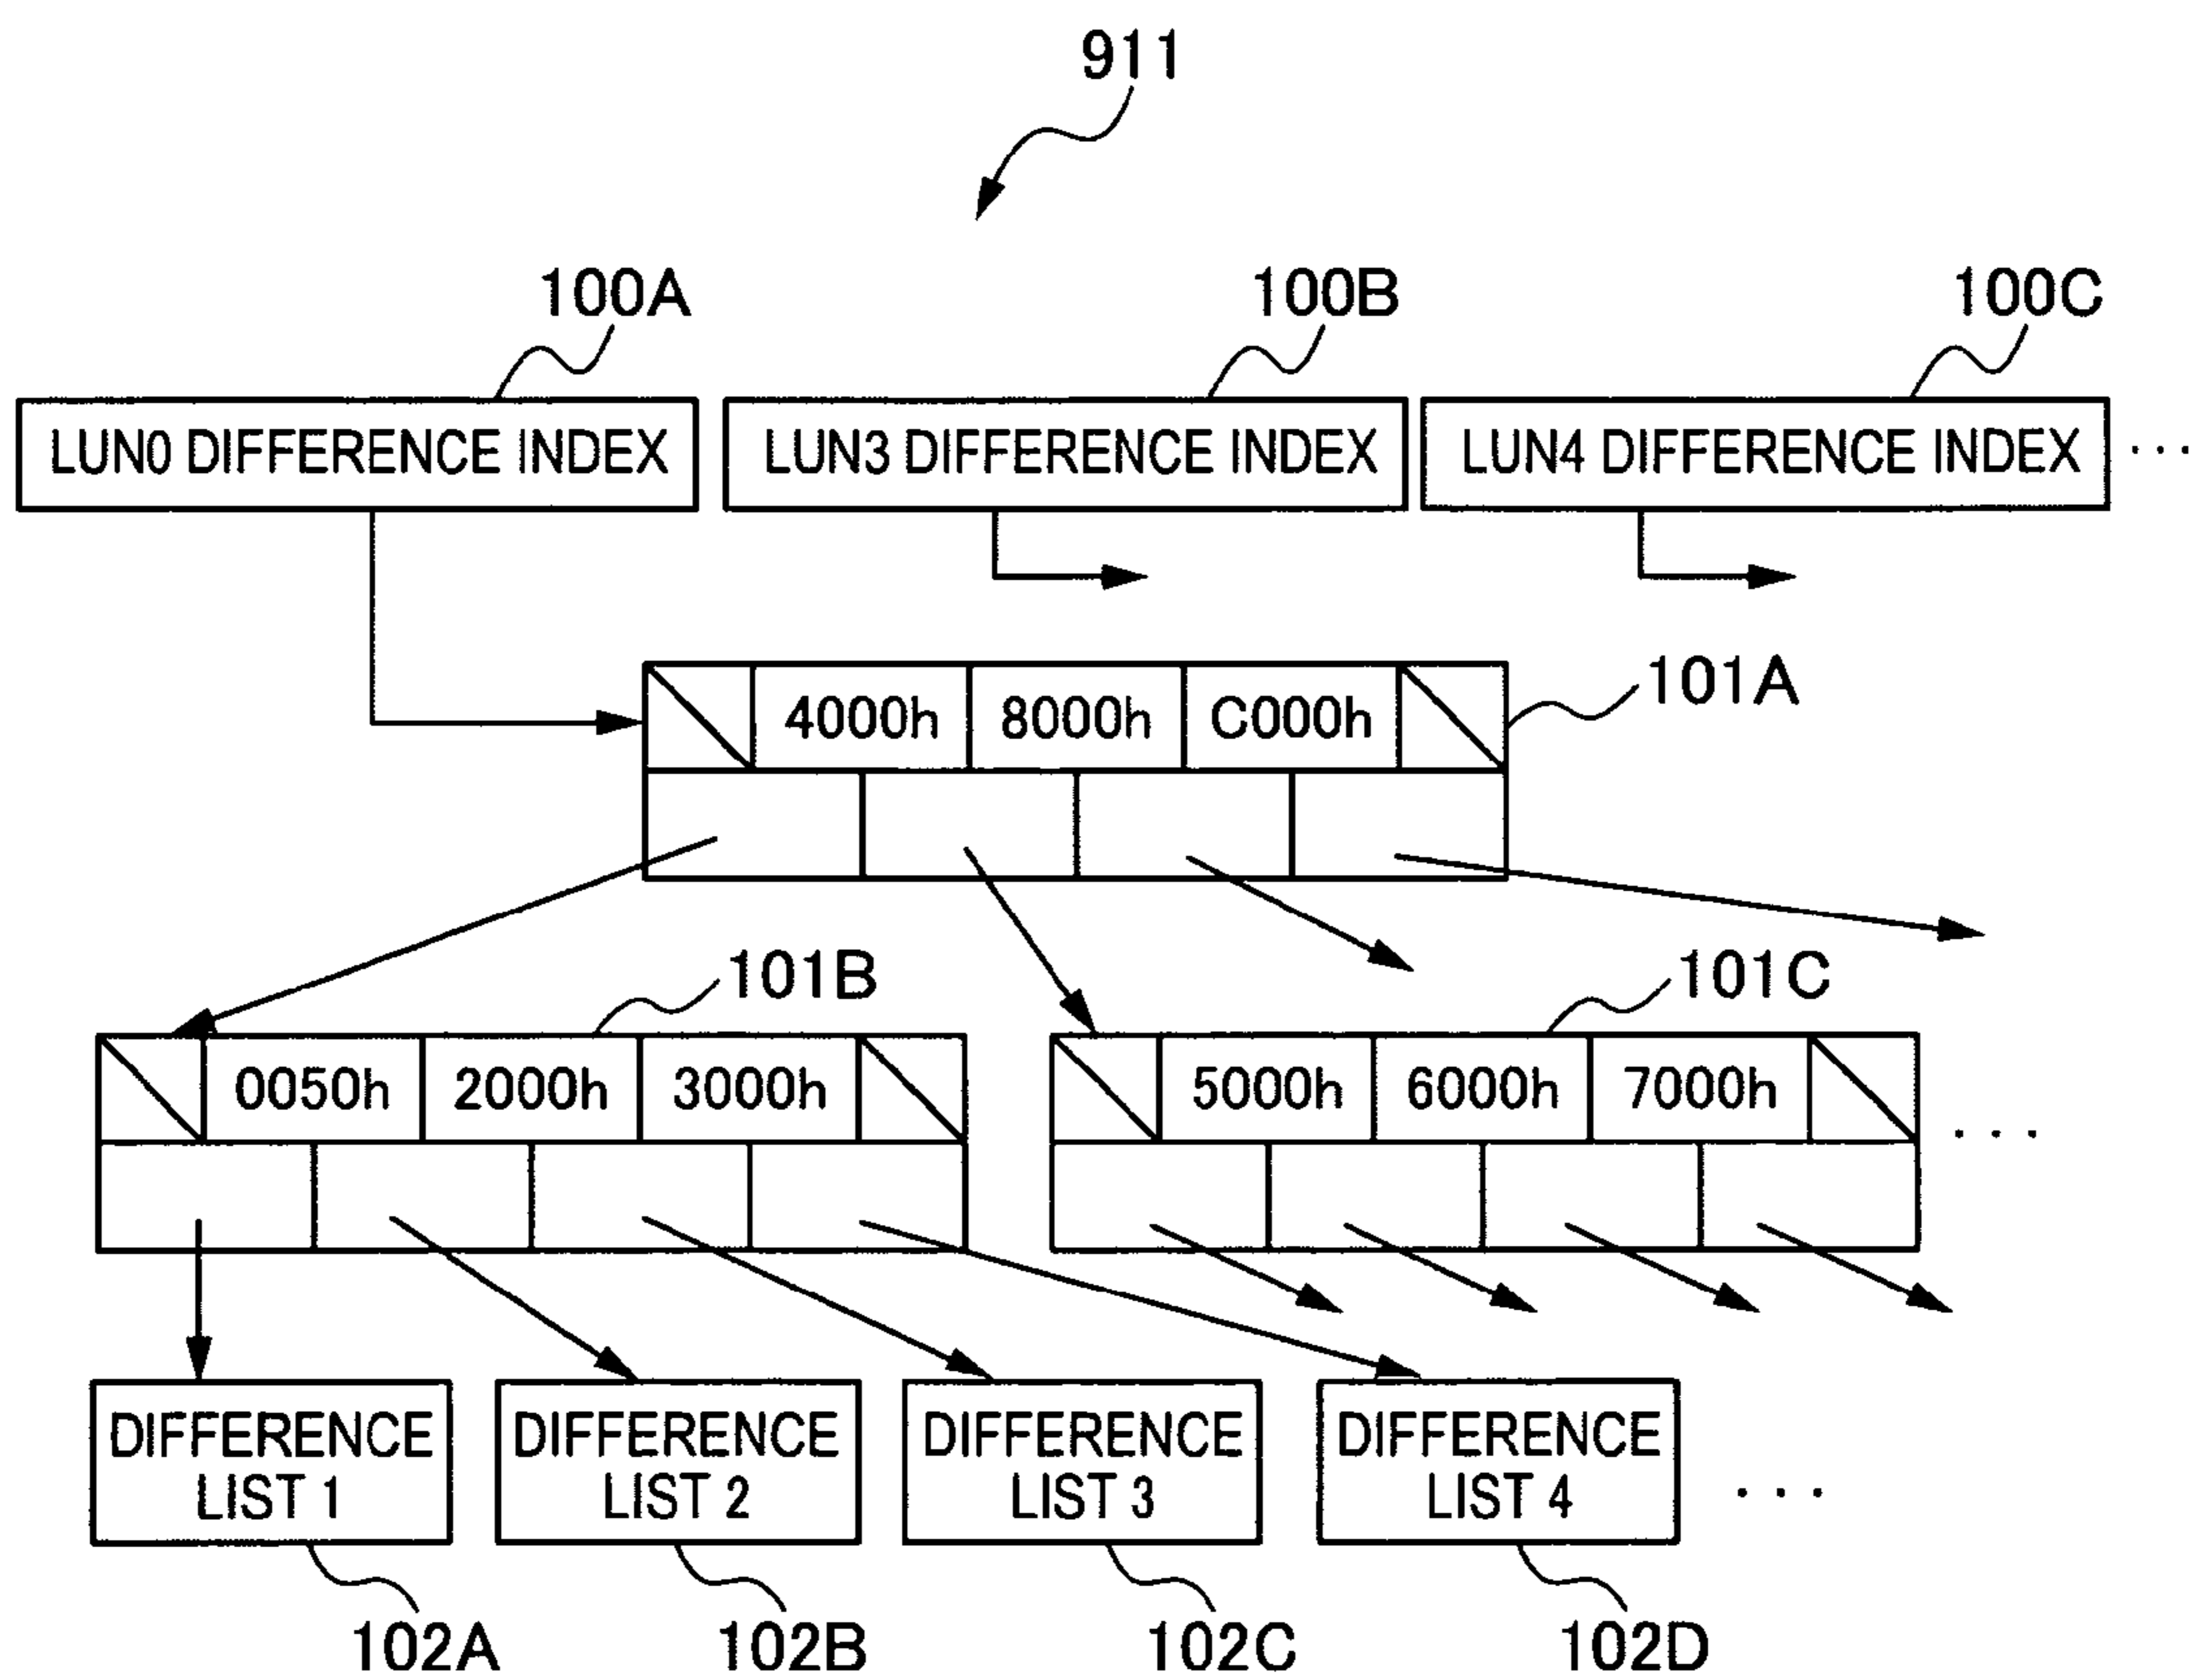 911
100A 100B 100C
LUN0 DIFFERENCE INDEX LUN3 DIFFERENCE INDEX LUN4 DIFFERENCE INDEX ...
4000h 8000h C000h 101A
101B 101C
0050h 2000h 3000h 5000h 6000h 7000h ...
DIFFERENCE LIST 1 DIFFERENCE LIST 2 DIFFERENCE LIST 3 DIFFERENCE LIST 4 ...
102A 102B 102C 102D